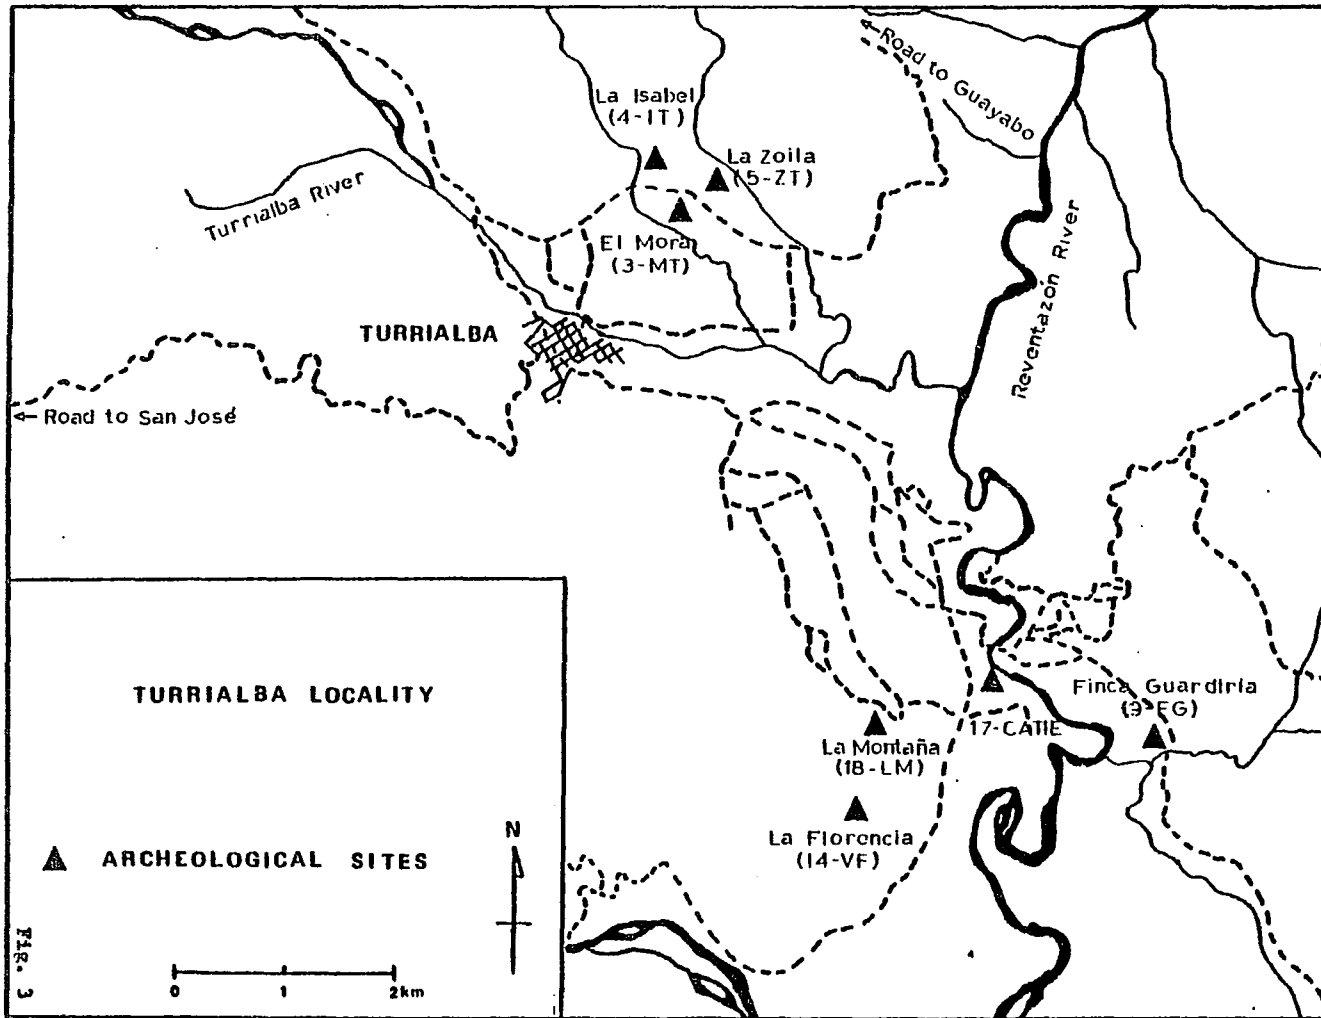 Road to Guayabo
La Isabel
(4-IT)
La Zoila
(5-ZT)
Turrialba River
El Mora
(3-MT)
Reventazón River
TURRIALBA
← Road to San José
TURRIALBA LOCALITY
Finca Guardiria
(9-FG)
17-CATIE
La Montaña
(18-LM)
La Florencia
(14-VF)
N
ARCHEOLOGICAL SITES
0 1 2km
Fig. 3